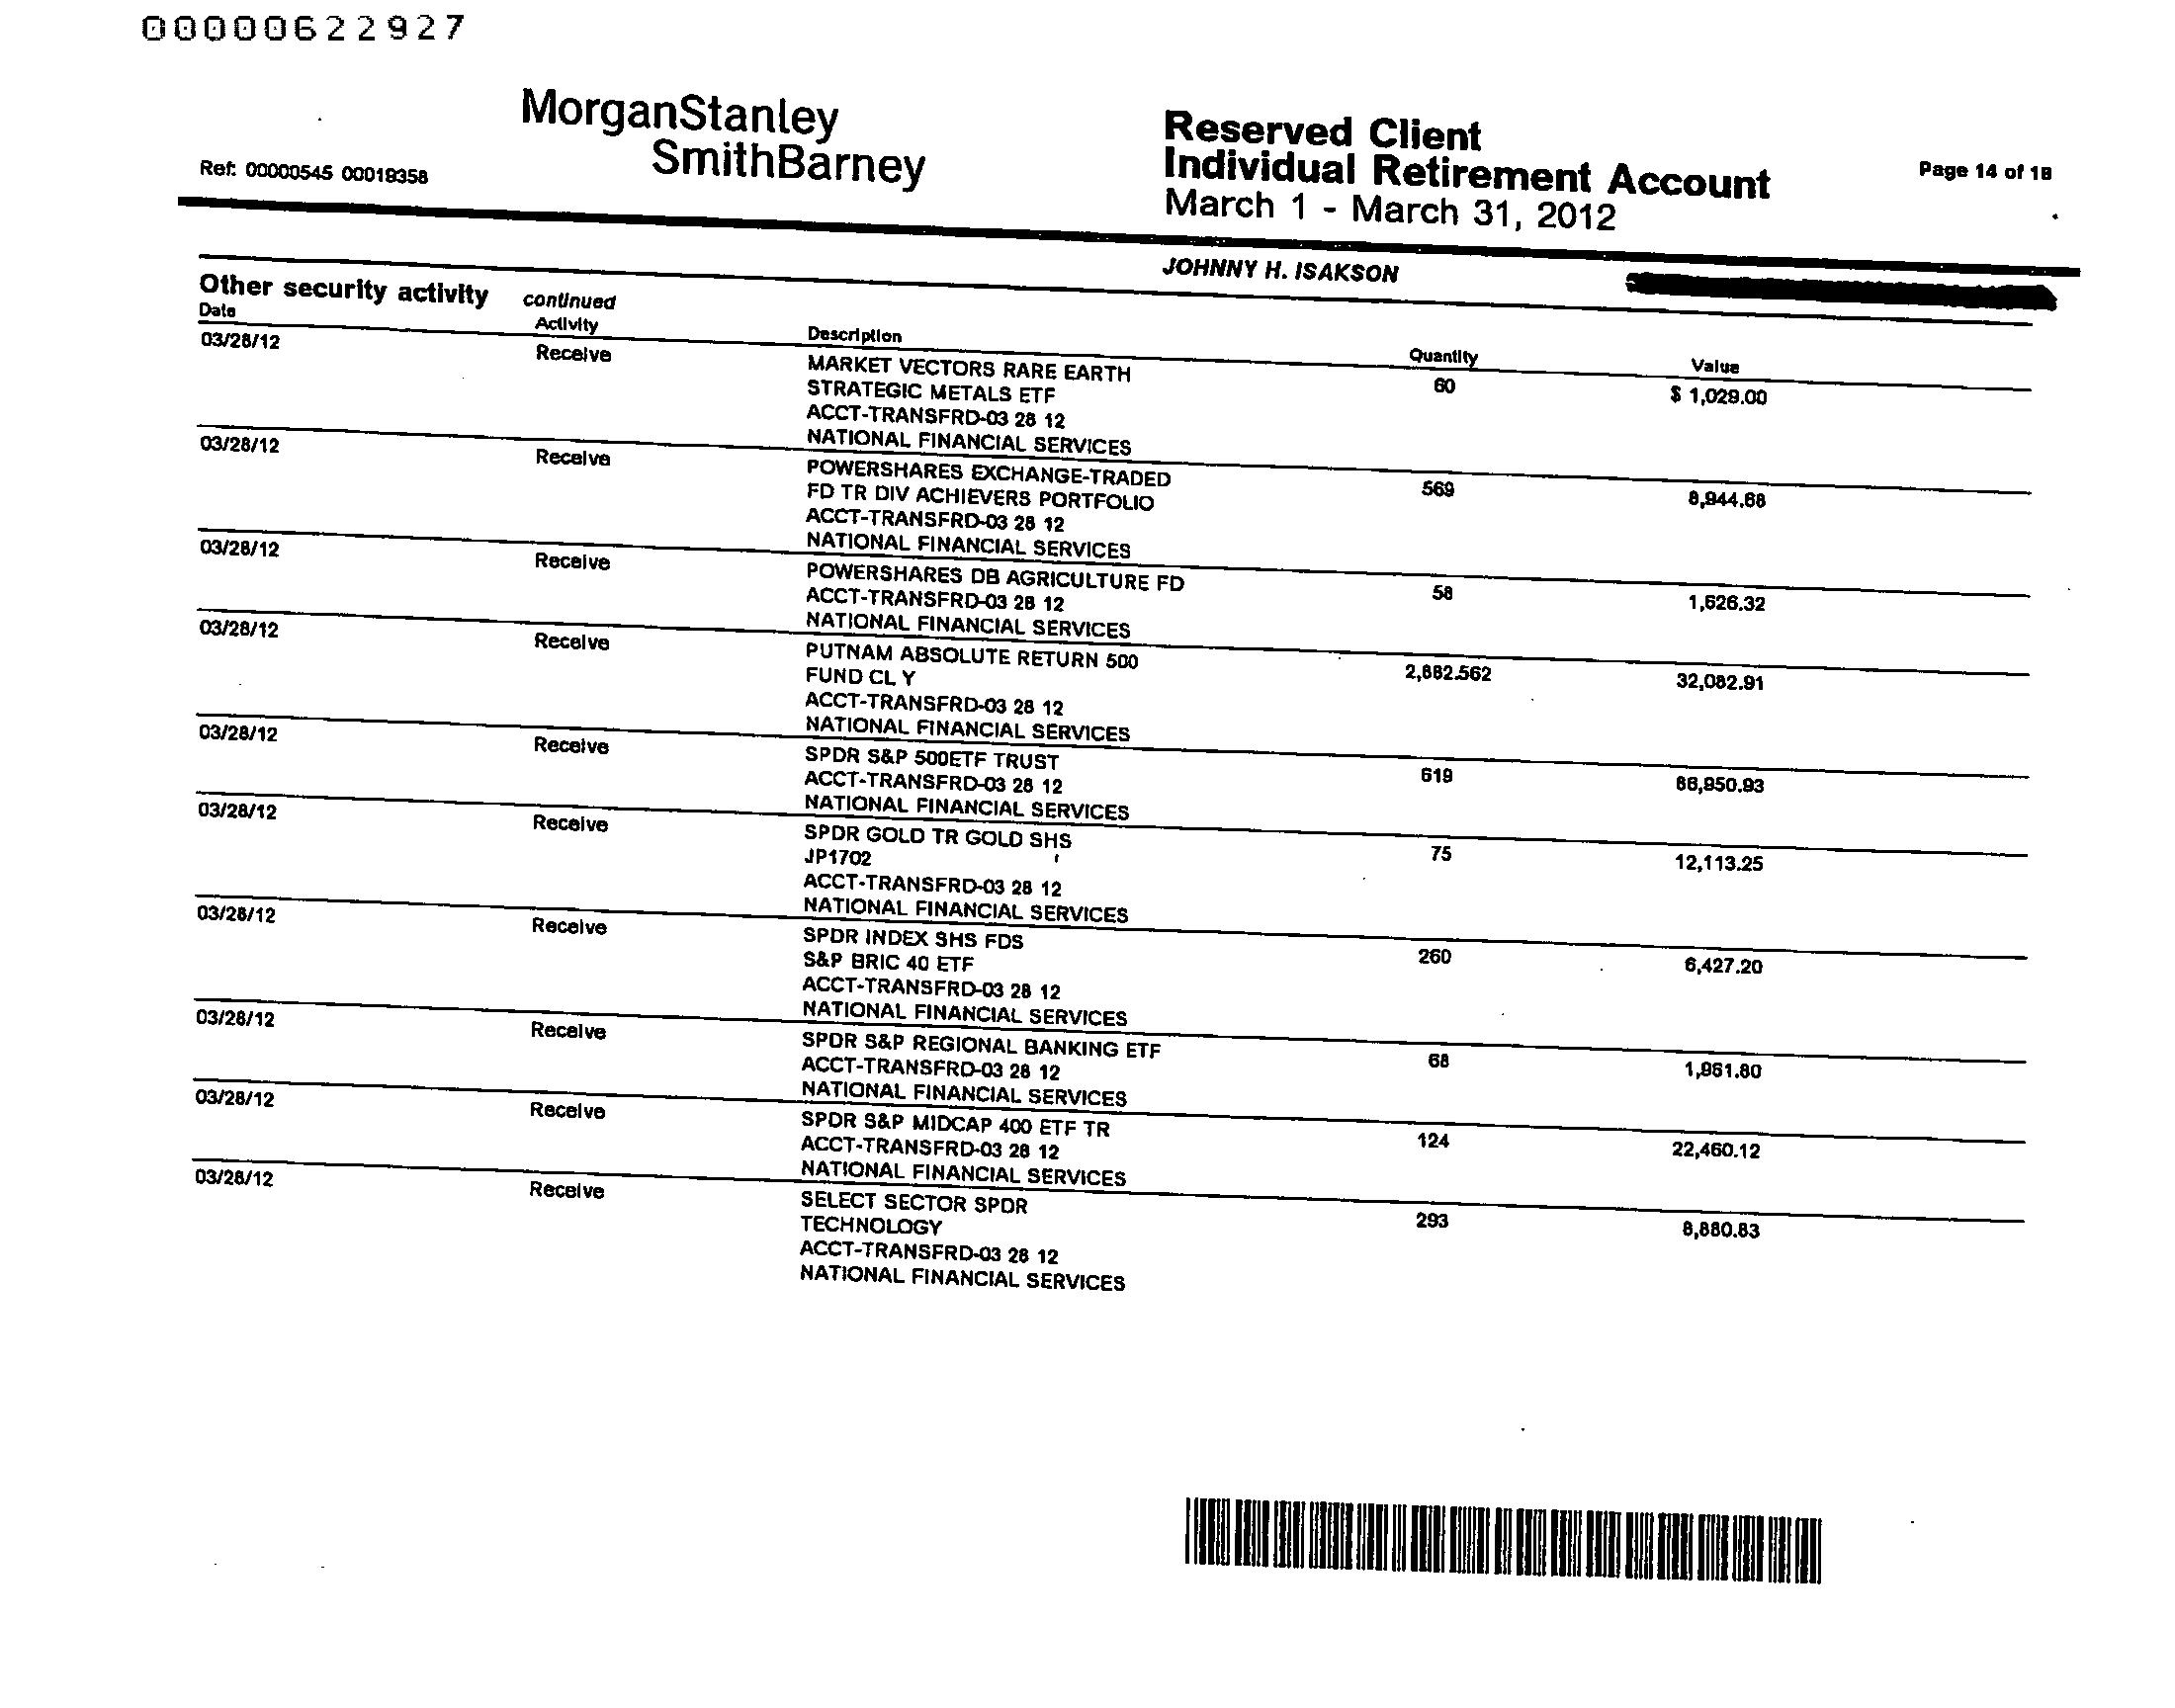 00000622927
MorganStanley
SmithBarney
Reserved Client
Individual Retirement Account
March 1 - March 31, 2012
Ref: 00000545 00019358
Page 14 of 18
JOHNNY H. ISAKSON
Other security activity continued
Date Activity Description Quantity Value
03/28/12 Receive MARKET VECTORS RARE EARTH 60 $ 1,029.00
STRATEGIC METALS ETF
ACCT-TRANSFRD-03 28 12
NATIONAL FINANCIAL SERVICES
03/28/12 Receive POWERSHARES EXCHANGE-TRADED 569 8,944.68
FD TR DIV ACHIEVERS PORTFOLIO
ACCT-TRANSFRD-03 28 12
NATIONAL FINANCIAL SERVICES
03/28/12 Receive POWERSHARES DB AGRICULTURE FD 58
ACCT-TRANSFRD-03 28 12
NATIONAL FINANCIAL SERVICES
03/28/12 Receive PUTNAM ABSOLUTE RETURN 500 32,082.91
FUND CL Y
ACCT-TRANSFRD-03 28 12
NATIONAL FINANCIAL SERVICES
03/28/12 Receive SPDR S&P 500ETF TRUST 619
ACCT-TRANSFRD-03 28 12
NATIONAL FINANCIAL SERVICES
03/28/12 Receive SPDR GOLD TR GOLD SHS 75 12,113.25
JP1702
ACCT-TRANSFRD-03 28 12
NATIONAL FINANCIAL SERVICES
03/28/12 Receive SPDR INDEX SHS FDS 260 6,427.20
S&P BRIC 40 ETF
ACCT-TRANSFRD-03 28 12
NATIONAL FINANCIAL SERVICES
03/28/12 Receive SPDR S&P REGIONAL BANKING ETF 68 1,961.80
ACCT-TRANSFRD-03 28 12
NATIONAL FINANCIAL SERVICES
03/28/12 Receive SPDR S&P MIDCAP 400 ETF TR 124 22,460.12
ACCT-TRANSFRD-03 28 12
NATIONAL FINANCIAL SERVICES
03/28/12 Receive SELECT SECTOR SPDR 293 8,880.83
TECHNOLOGY
ACCT-TRANSFRD-03 28 12
NATIONAL FINANCIAL SERVICES